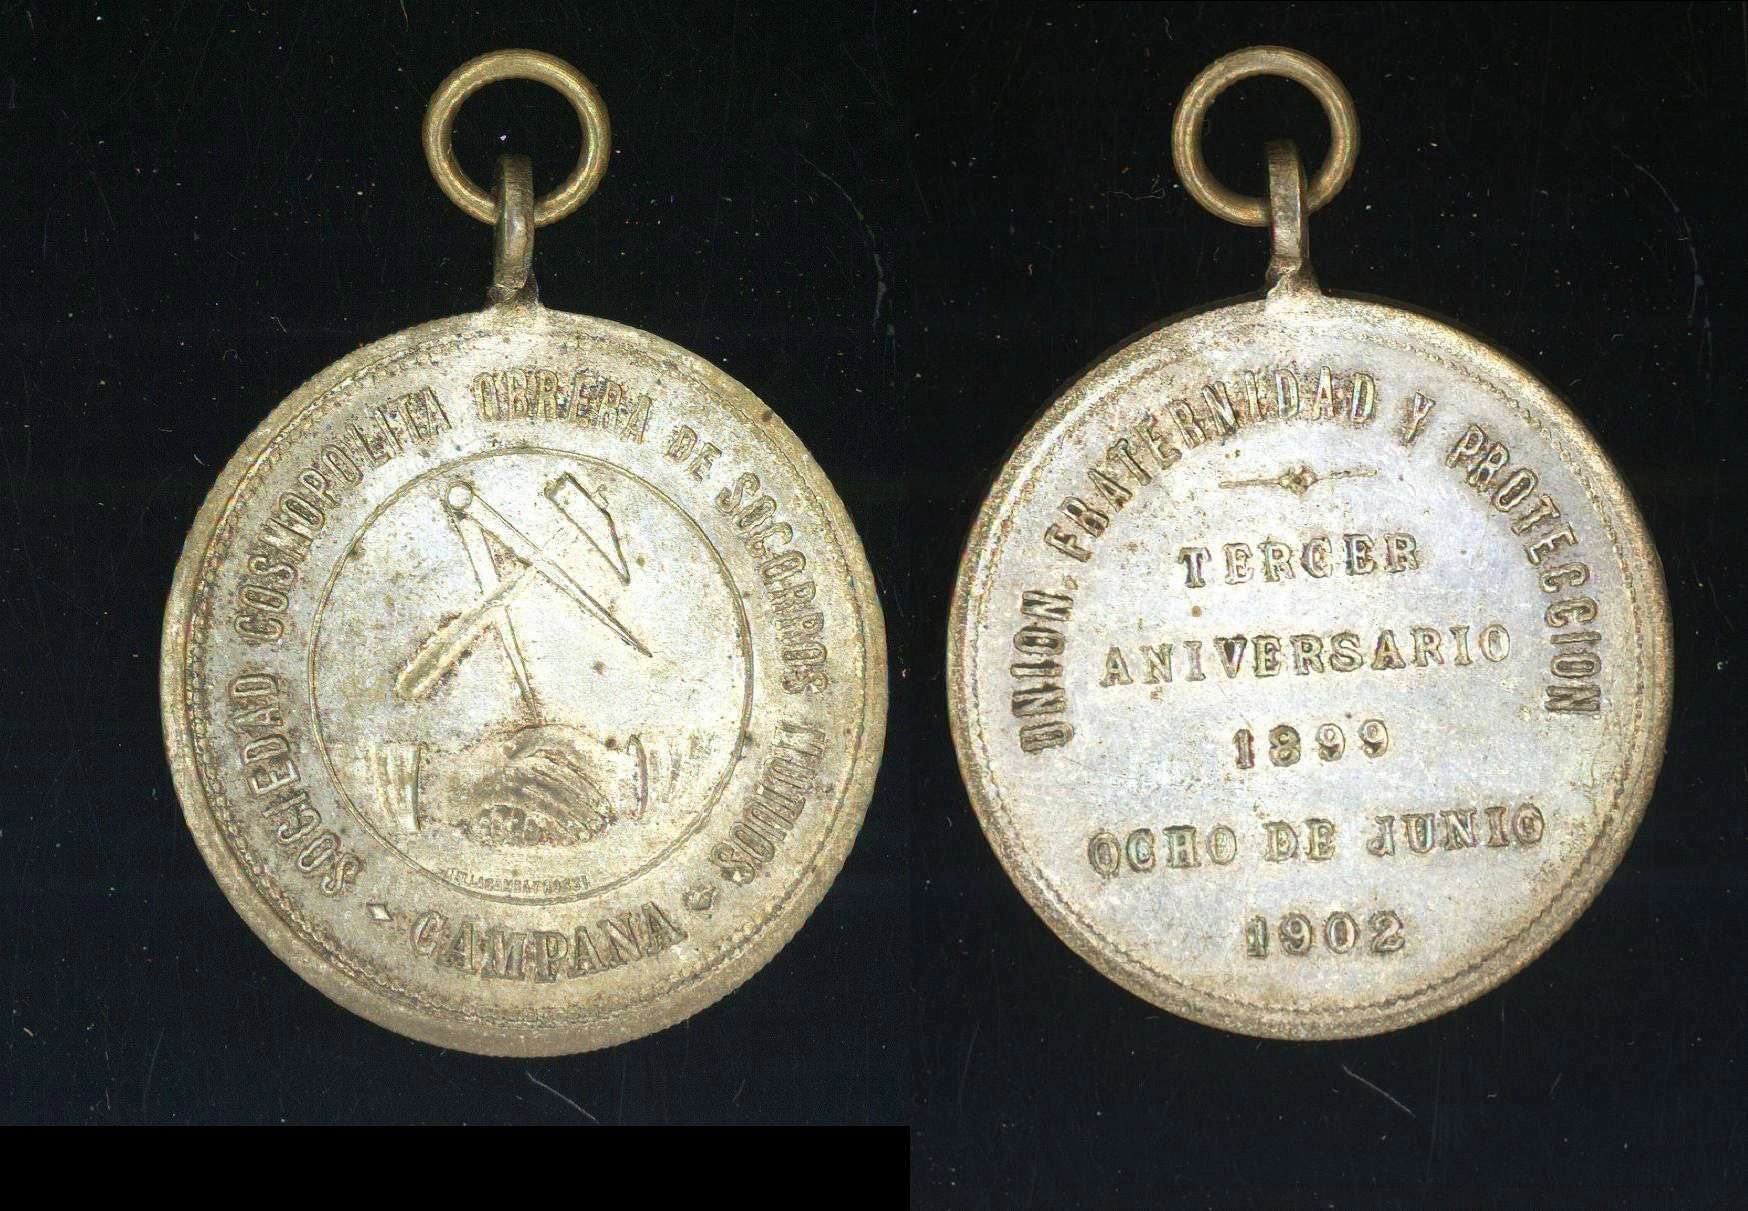 SOCIEDAD COSMOPOLITA OBRERA DE SOCORROS MUTUOS
CAMPANA
UNION, FRATERNIDAD Y PROTECCION
TERCER
ANIVERSARIO
1899
OCHO DE JUNIO
1902